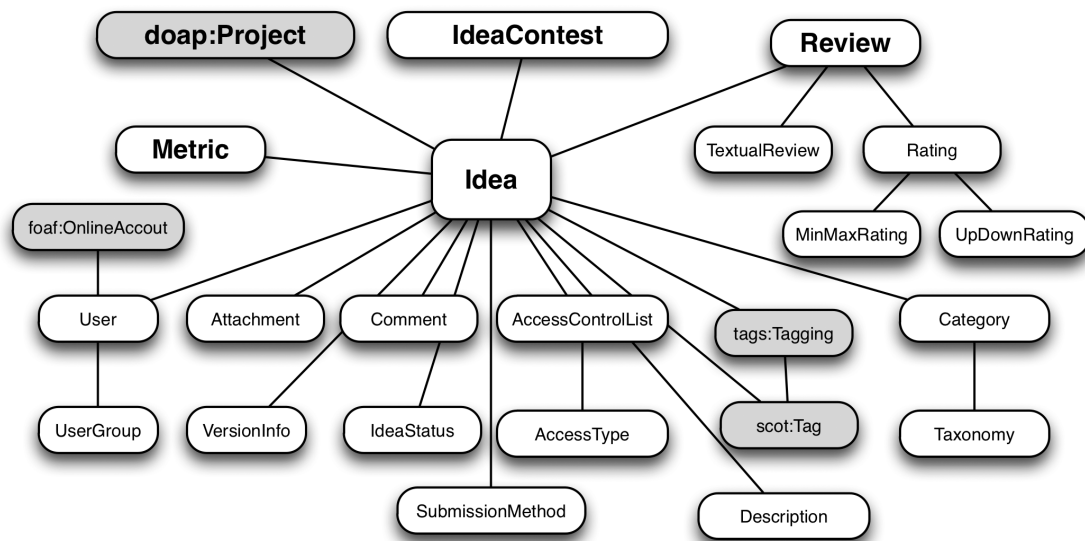 doap:Project
IdeaContest
Review
Metric
TextualReview
Rating
Idea
foaf:OnlineAccout
MinMaxRating
UpDownRating
User
Attachment
Comment
AccessControlList
tags:Tagging
Category
UserGroup
VersionInfo
IdeaStatus
AccessType
scot:Tag
Taxonomy
SubmissionMethod
Description